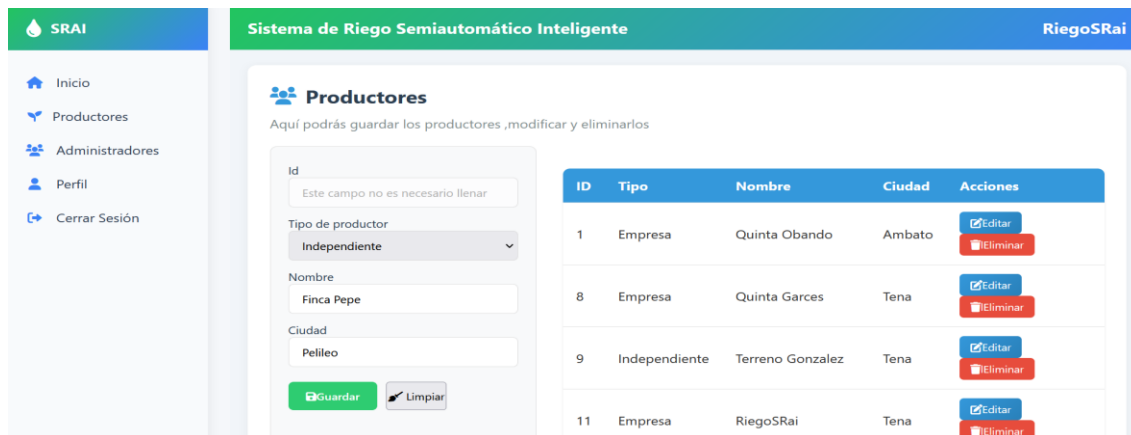 SRAI
Sistema de Riego Semiautomático Inteligente
RiegoSRai
Inicio
Productores
Administradores
Perfil
Cerrar Sesión
Productores
Aquí podrás guardar los productores ,modificar y eliminarlos
Id
Este campo no es necesario llenar
Tipo de productor
Independiente
Nombre
Finca Pepe
Ciudad
Pelileo
Guardar
Limpiar
ID Tipo Nombre Ciudad Acciones
1 Empresa Quinta Obando Ambato
Editar
Eliminar
8 Empresa Quinta Garces Tena
Editar
Eliminar
9 Independiente Terreno Gonzalez Tena
Editar
Eliminar
11 Empresa RiegoSRai Tena
Editar
Eliminar